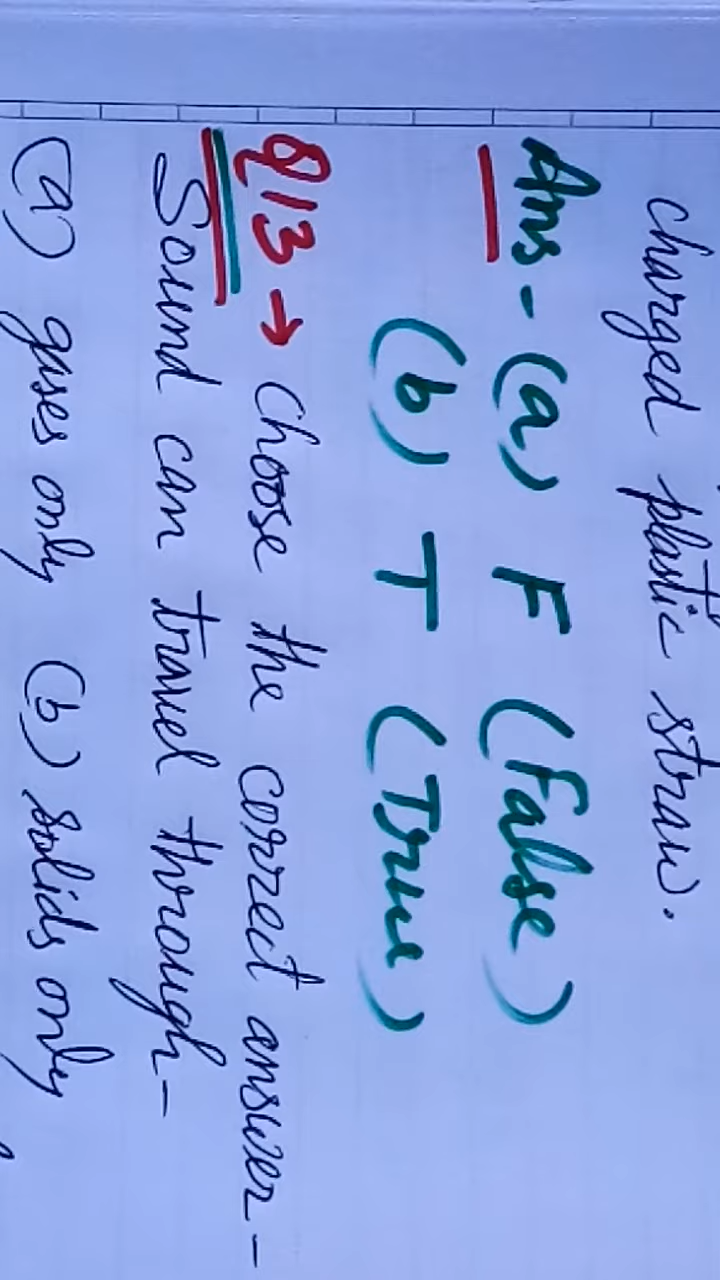 charged plastic straw.
Ans - (a) F (False)
(b) T (True)
Q13 → Choose the correct answer -
Sound can travel through -
(a) gases only (b) solids only